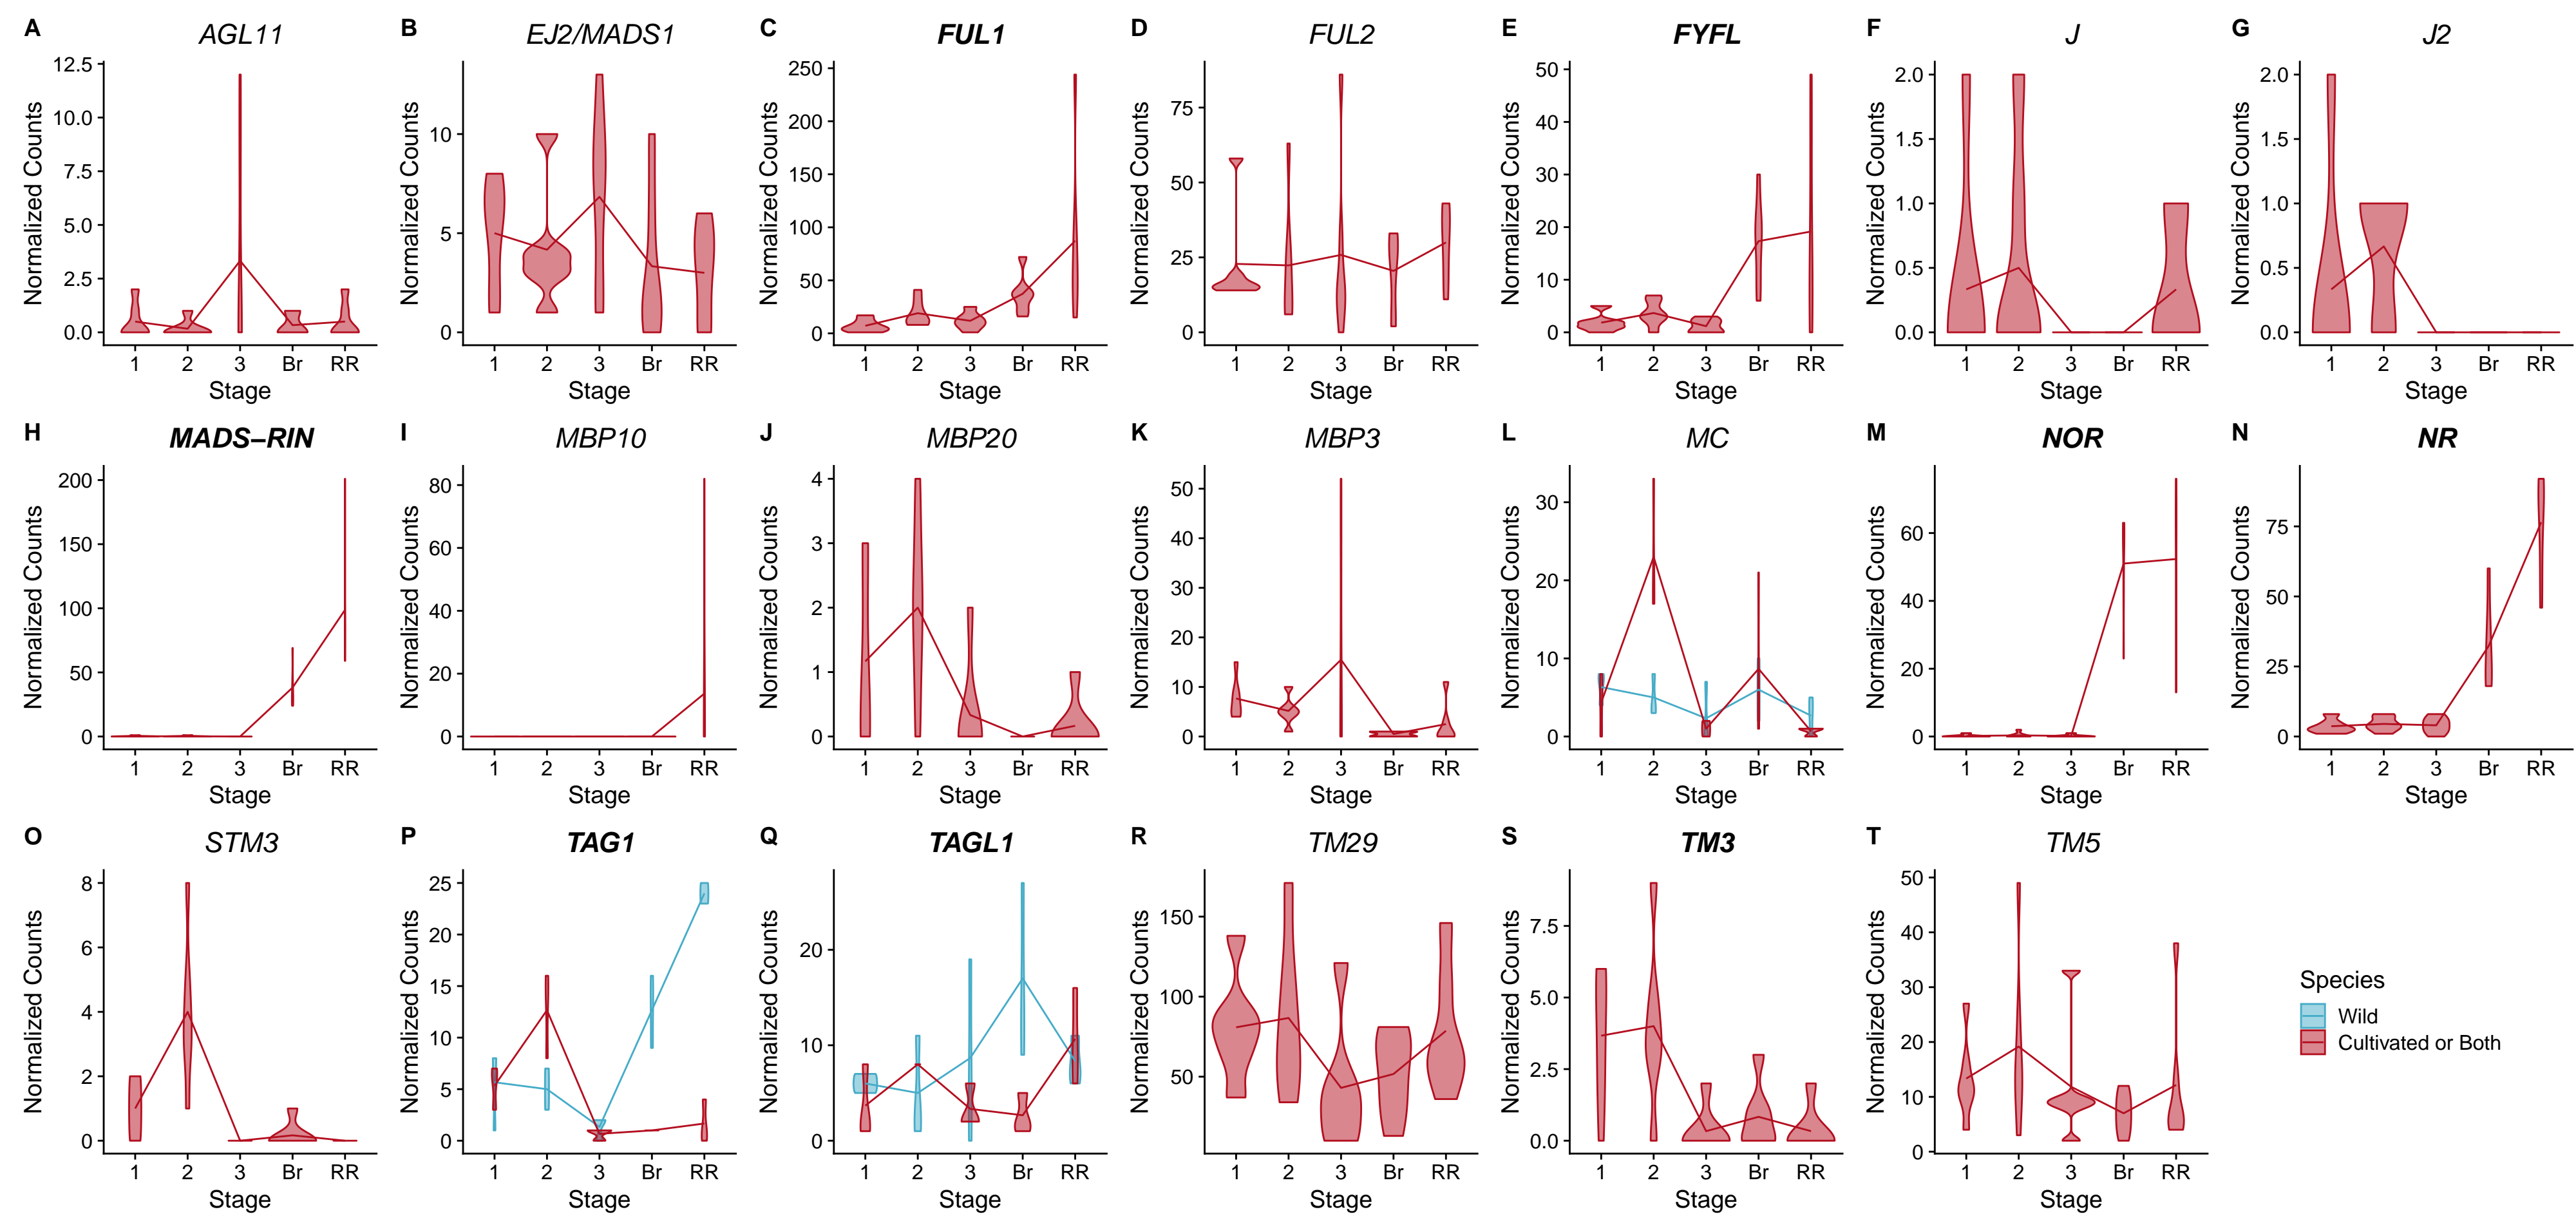 A AGL11
Normalized Counts
12.5
10.0
7.5
5.0
2.5
0.0
1 2 3 Br RR
Stage
B EJ2/MADS1
Normalized Counts
10
5
0
1 2 3 Br RR
Stage
C FUL1
Normalized Counts
250
200
150
100
50
0
1 2 3 Br RR
Stage
D FUL2
Normalized Counts
75
50
25
0
1 2 3 Br RR
Stage
E FYFL
Normalized Counts
50
40
30
20
10
0
1 2 3 Br RR
Stage
F J
Normalized Counts
2.0
1.5
1.0
0.5
0.0
1 2 3 Br RR
Stage
G J2
Normalized Counts
2.0
1.5
1.0
0.5
0.0
1 2 3 Br RR
Stage
H MADS–RIN
Normalized Counts
200
150
100
50
0
1 2 3 Br RR
Stage
I MBP10
Normalized Counts
80
60
40
20
0
1 2 3 Br RR
Stage
J MBP20
Normalized Counts
4
3
2
1
0
1 2 3 Br RR
Stage
K MBP3
Normalized Counts
50
40
30
20
10
0
1 2 3 Br RR
Stage
L MC
Normalized Counts
30
20
10
0
1 2 3 Br RR
Stage
M NOR
Normalized Counts
60
40
20
0
1 2 3 Br RR
Stage
N NR
Normalized Counts
75
50
25
0
1 2 3 Br RR
Stage
O STM3
Normalized Counts
8
6
4
2
0
1 2 3 Br RR
Stage
P TAG1
Normalized Counts
25
20
15
10
5
0
1 2 3 Br RR
Stage
Q TAGL1
Normalized Counts
20
10
0
1 2 3 Br RR
Stage
R TM29
Normalized Counts
150
100
50
1 2 3 Br RR
Stage
S TM3
Normalized Counts
7.5
5.0
2.5
0.0
1 2 3 Br RR
Stage
T TM5
Normalized Counts
50
40
30
20
10
0
1 2 3 Br RR
Stage
Species
Wild
Cultivated or Both